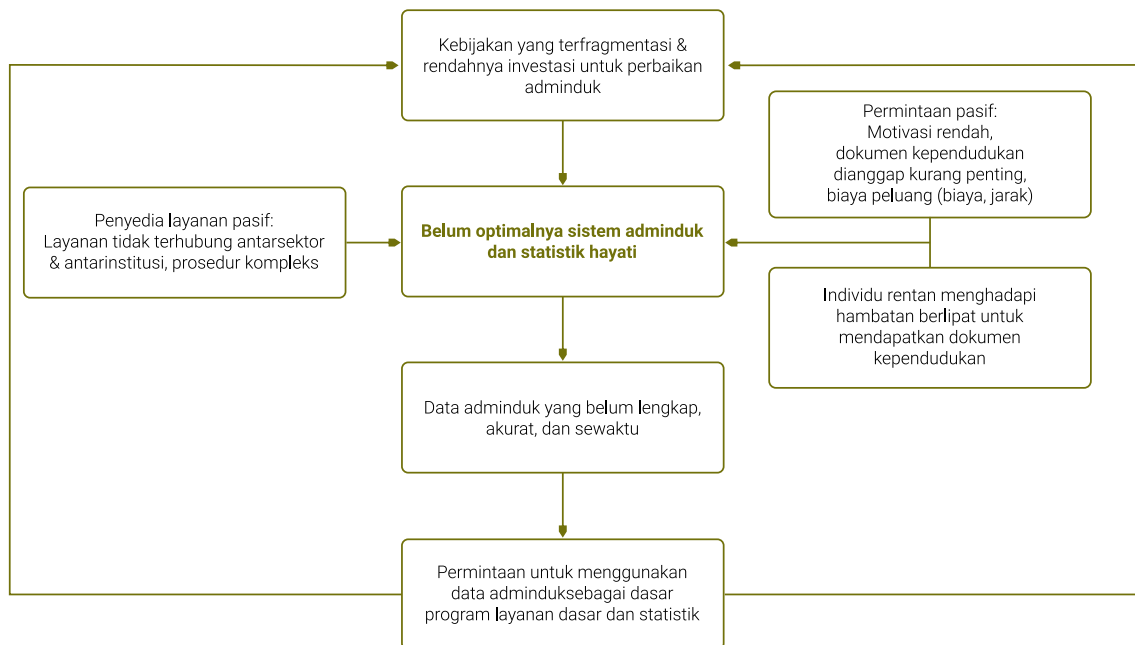 Kebijakan yang terfragmentasi &
rendahnya investasi untuk perbaikan
adminduk
Permintaan pasif:
Motivasi rendah,
dokumen kependudukan
dianggap kurang penting,
biaya peluang (biaya, jarak)
Penyedia layanan pasif:
Layanan tidak terhubung antarsektor
& antarinstitusi, prosedur kompleks
Belum optimalnya sistem adminduk
dan statistik hayati
Individu rentan menghadapi
hambatan berlipat untuk
mendapatkan dokumen
kependudukan
Data adminduk yang belum lengkap,
akurat, dan sewaktu
Permintaan untuk menggunakan
data adminduksebagai dasar
program layanan dasar dan statistik